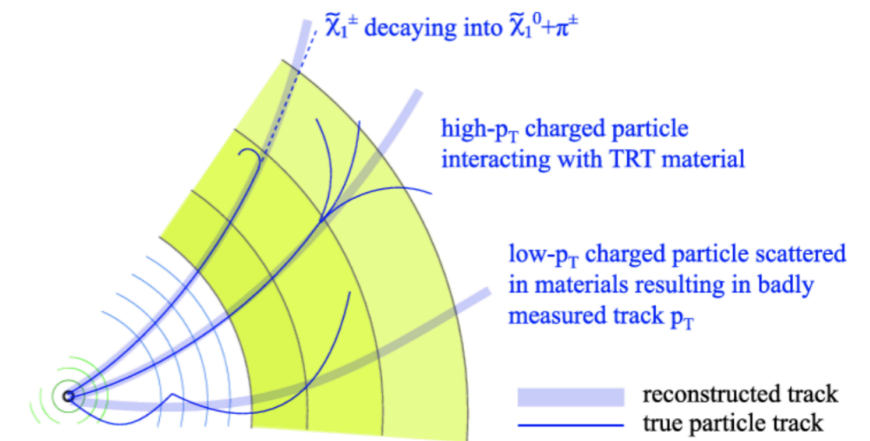 χ̃₁± decaying into χ̃₁⁰+π±
high-pT charged particle
interacting with TRT material
low-pT charged particle scattered
in materials resulting in badly
measured track pT
reconstructed track
true particle track